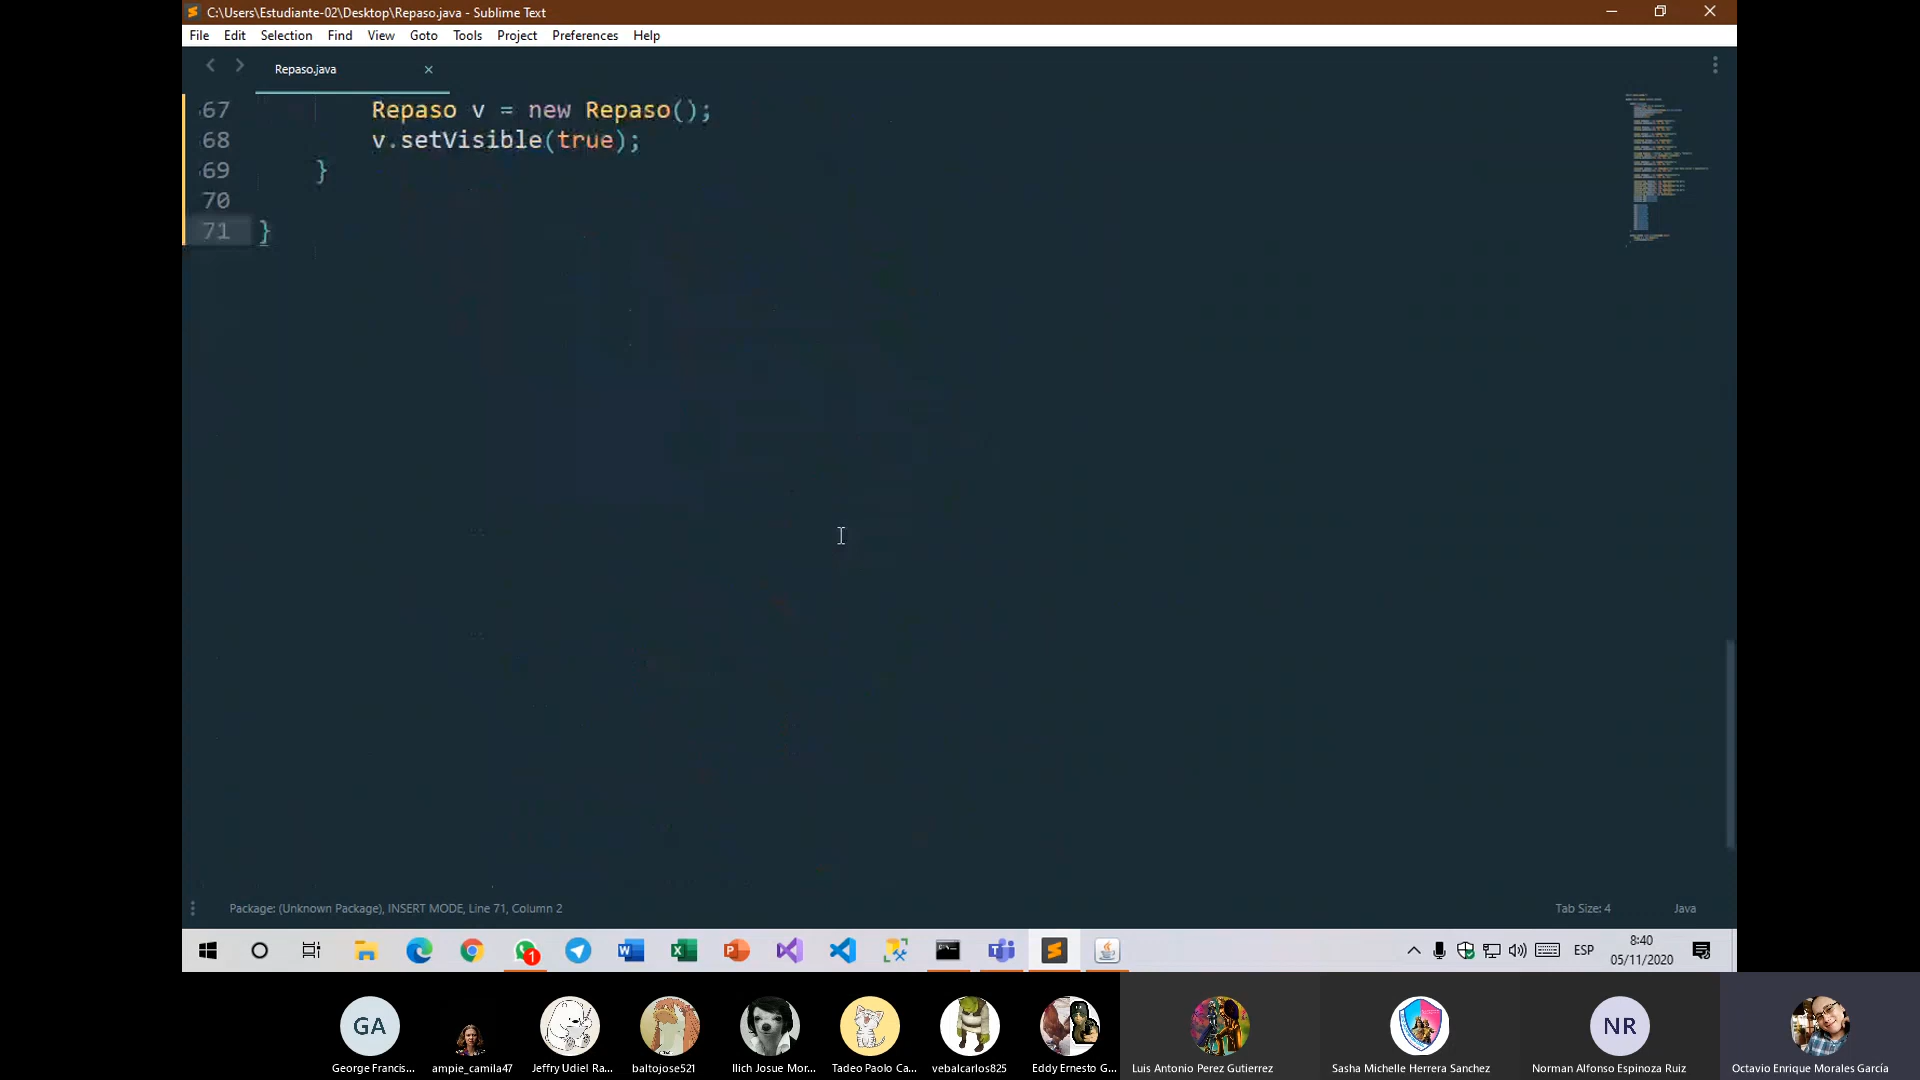 C:\Users\Estudiante-02\Desktop\Repaso.java - Sublime Text
File Edit Selection Find View Goto Tools Project Preferences Help
Repaso.java
67 Repaso v = new Repaso();
68 v.setVisible(true);
69 }
70
71 }
Package: (Unknown Package), INSERT MODE, Line 71, Column 2 Tab Size: 4 Java
1
ESP
8:40
05/11/2020
GA NR
George Francis... ampie_camila47 Jeffry Udiel Ra... baltojose521 Ilich Josue Mor... Tadeo Paolo Ca... vebalcarlos825 Eddy Ernesto G... Luis Antonio Perez Gutierrez Sasha Michelle Herrera Sanchez Norman Alfonso Espinoza Ruiz Octavio Enrique Morales García